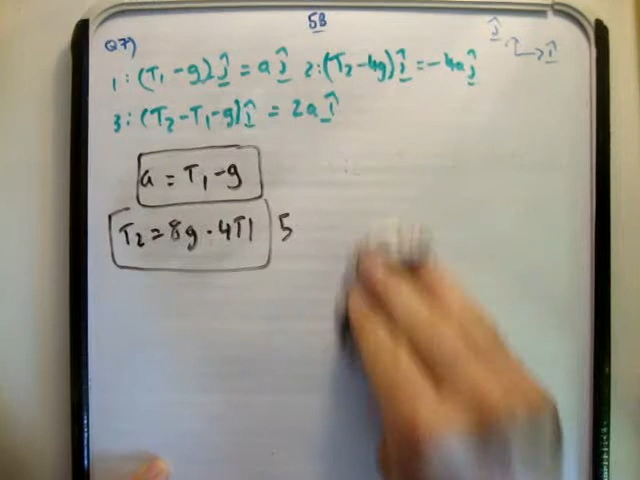 5B
Q7)
1: (T₁ - g) ĵ = a ĵ 2: (T₂ - 4g) ĵ = -4a ĵ
3: (T₂ - T₁ - g) î = 2a î
a = T₁ - g
T₂ = 8g - 4T1 5